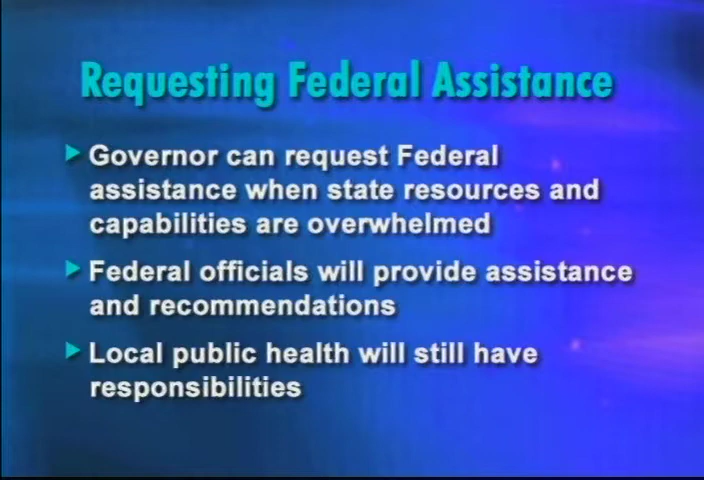 Requesting Federal Assistance
Governor can request Federal
assistance when state resources and
capabilities are overwhelmed
Federal officials will provide assistance
and recommendations
Local public health will still have
responsibilities